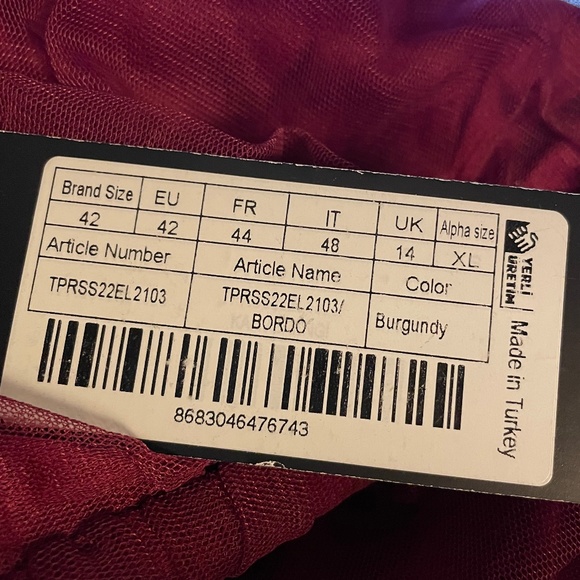 Brand Size EU FR IT UK Alpha size
42 42 44 48 14 XL
Article Number Article Name Color
TPRSS22EL2103 TPRSS22EL2103/ Burgundy
BORDO
8683046476743
YERLİ
ÜRETİM
Made in Turkey